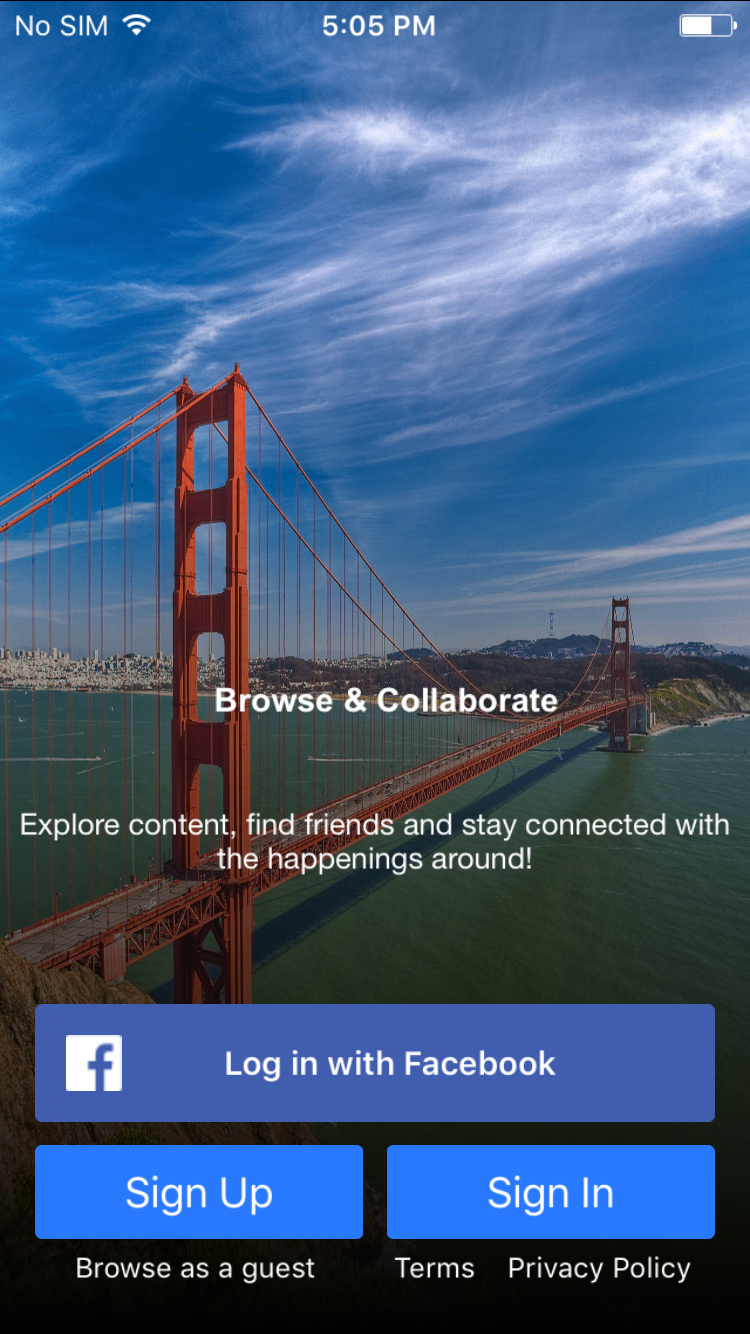 No SIM 5:05 PM
Browse & Collaborate
Explore content, find friends and stay connected with
the happenings around!
f Log in with Facebook
Sign Up Sign In
Browse as a guest Terms Privacy Policy